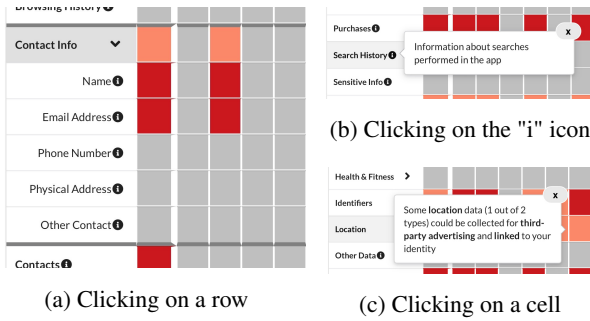 Browsing History
Contact Info
Name
Email Address
Phone Number
Physical Address
Other Contact
Contacts
(a) Clicking on a row
Purchases
x
Search History
Information about searches
performed in the app
Sensitive Info
(b) Clicking on the "i" icon
Health & Fitness
Identifiers
x
Location
Some location data (1 out of 2
types) could be collected for third-
party advertising and linked to your
identity
Other Data
(c) Clicking on a cell